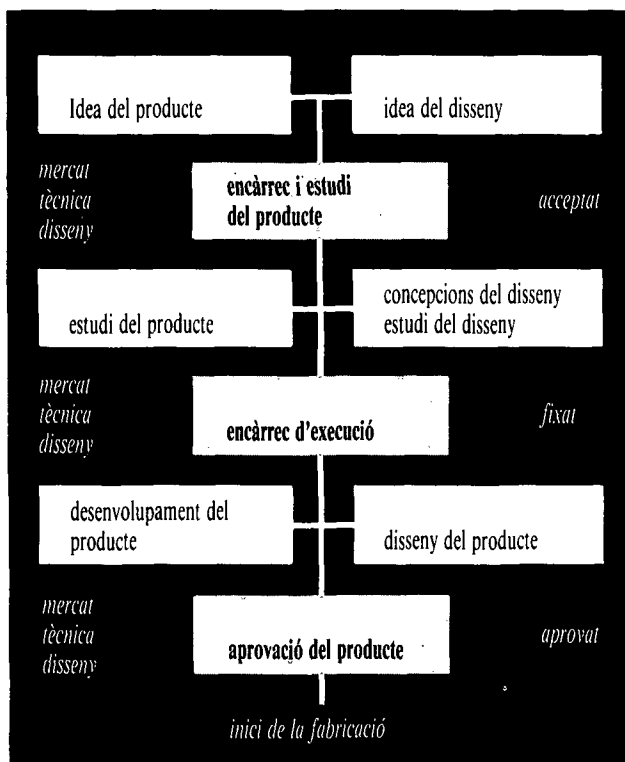 Idea del producte
idea del disseny
mercat
tècnica
disseny
encàrrec i estudi
del producte
acceptat
estudi del producte
concepcions del disseny
estudi del disseny
mercat
tècnica
disseny
encàrrec d'execució
fixat
desenvolupament del
producte
disseny del producte
mercat
tècnica
disseny
aprovació del producte
aprovat
inici de la fabricació